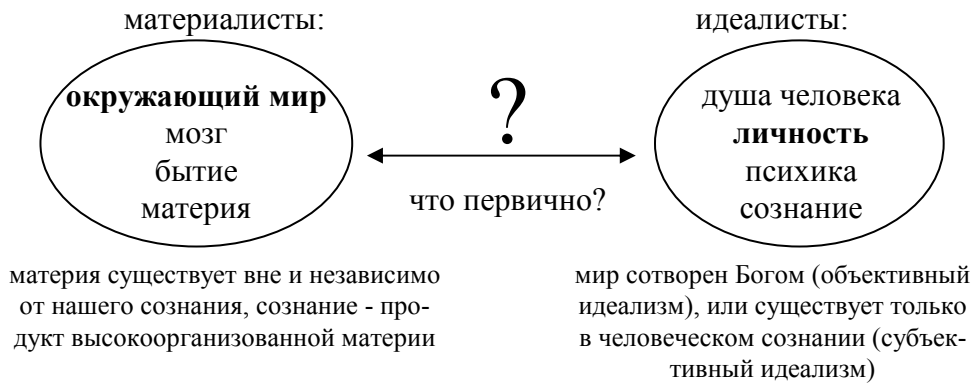 материалисты:
идеалисты:
окружающий мир
мозг
бытие
материя
?
что первично?
душа человека
личность
психика
сознание
материя существует вне и независимо
от нашего сознания, сознание - про-
дукт высокоорганизованной материи
мир сотворен Богом (объективный
идеализм), или существует только
в человеческом сознании (субъек-
тивный идеализм)